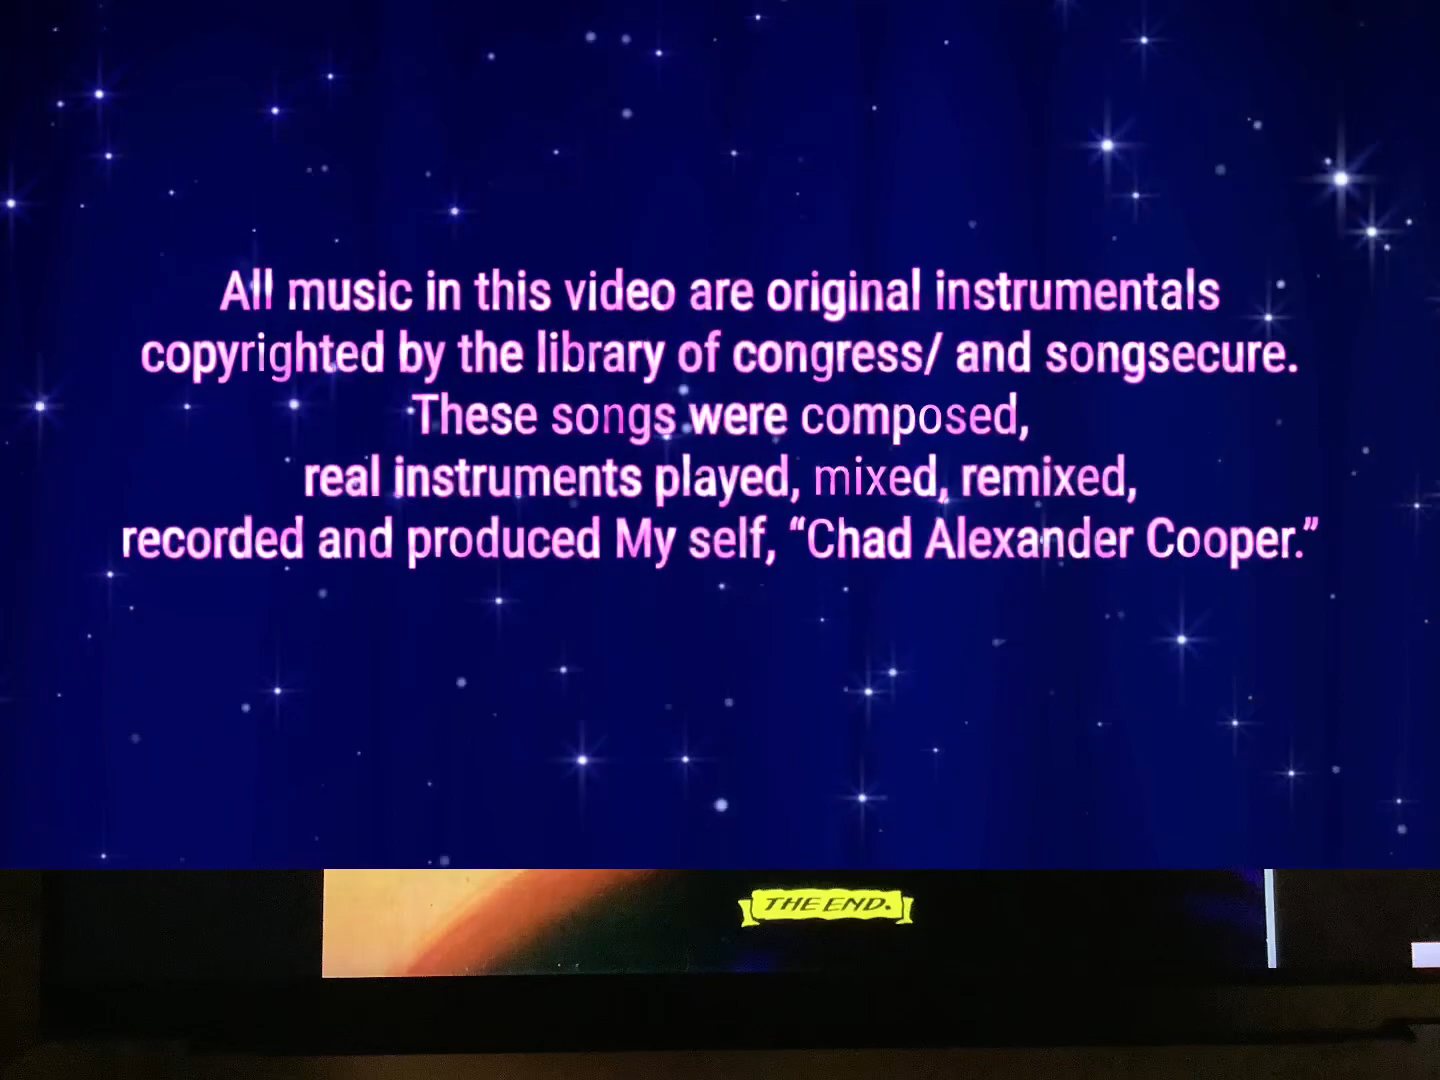 All music in this video are original instrumentals
copyrighted by the library of congress/ and songsecure.
These songs were composed,
real instruments played, mixed, remixed,
recorded and produced My self, “Chad Alexander Cooper.”
THE END.